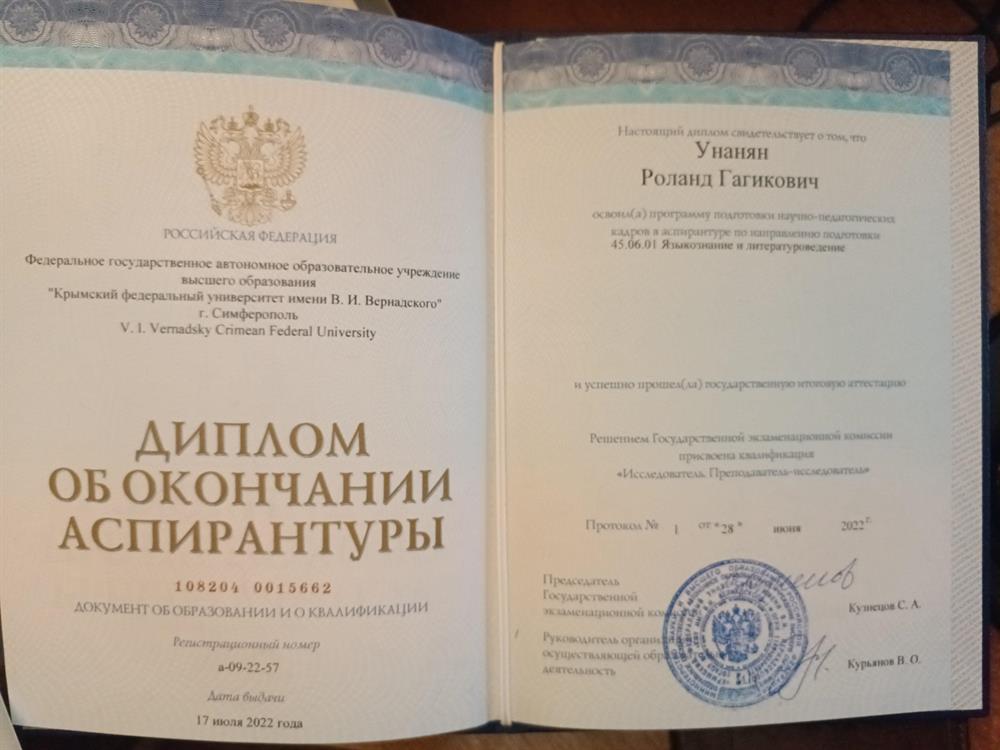 РОССИЙСКАЯ ФЕДЕРАЦИЯ
Федеральное государственное автономное образовательное учреждение
высшего образования
"Крымский федеральный университет имени В. И. Вернадского"
г. Симферополь
V. I. Vernadsky Crimean Federal University
ДИПЛОМ
ОБ ОКОНЧАНИИ
АСПИРАНТУРЫ
108204 0015662
ДОКУМЕНТ ОБ ОБРАЗОВАНИИ И О КВАЛИФИКАЦИИ
Регистрационный номер
а-09-22-57
Дата выдачи
17 июля 2022 года
Настоящий диплом свидетельствует о том, что
Унанян
Роланд Гагикович
освоил(а) программу подготовки научно-педагогических
кадров в аспирантуре по направлению подготовки
45.06.01 Языкознание и литературоведение
и успешно прошел(ла) государственную итоговую аттестацию
Решением Государственной экзаменационной комиссии
присвоена квалификация
«Исследователь. Преподаватель-исследователь»
Протокол № 1 от "28" июня 2022 г.
Председатель
Государственной
экзаменационной
Кузнецов С. А.
Руководитель
осуществляющей
деятельность
Курьянов В. О.